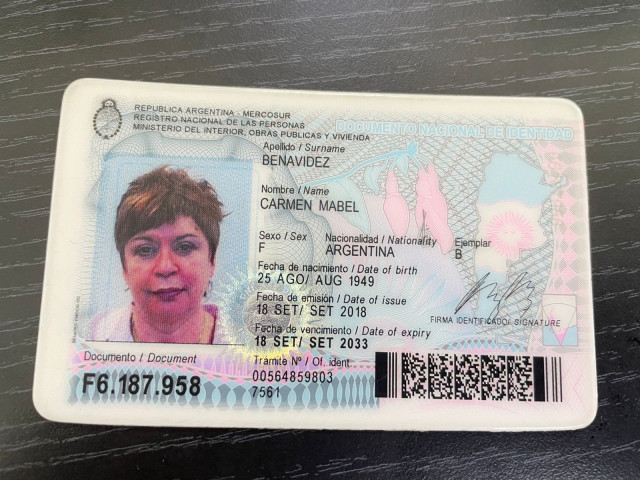 REPUBLICA ARGENTINA - MERCOSUR
REGISTRO NACIONAL DE LAS PERSONAS
MINISTERIO DEL INTERIOR, OBRAS PUBLICAS Y VIVIENDA
DOCUMENTO NACIONAL DE IDENTIDAD
Apellido / Surname
BENAVIDEZ
Nombre / Name
CARMEN MABEL
Sexo / Sex Nacionalidad / Nationality Ejemplar
F ARGENTINA B
Fecha de nacimiento / Date of birth
25 AGO/ AUG 1949
Fecha de emisión / Date of issue
18 SET/ SET 2018
FIRMA IDENTIFICADO/ SIGNATURE
Fecha de vencimiento / Date of expiry
18 SET/ SET 2033
Documento / Document Tramite Nº / Of. ident
F6.187.958 00564859803
7561